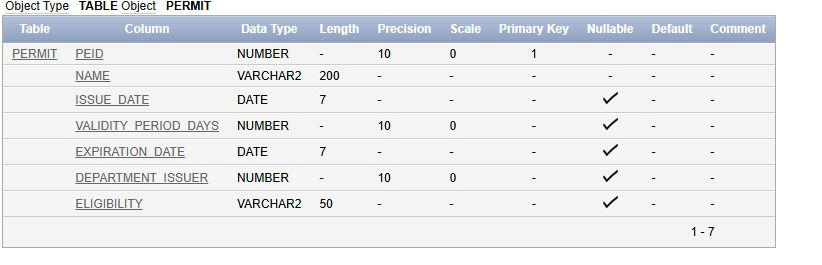 Object Type TABLE Object PERMIT
Table Column Data Type Length Precision Scale Primary Key Nullable Default Comment
PERMIT PEID NUMBER - 10 0 1 - - -
NAME VARCHAR2 200 - - - - - -
ISSUE_DATE DATE 7 - - - ✓ - -
VALIDITY_PERIOD_DAYS NUMBER - 10 0 - ✓ - -
EXPIRATION_DATE DATE 7 - - - ✓ - -
DEPARTMENT_ISSUER NUMBER - 10 0 - ✓ - -
ELIGIBILITY VARCHAR2 50 - - - ✓ - -
1 - 7